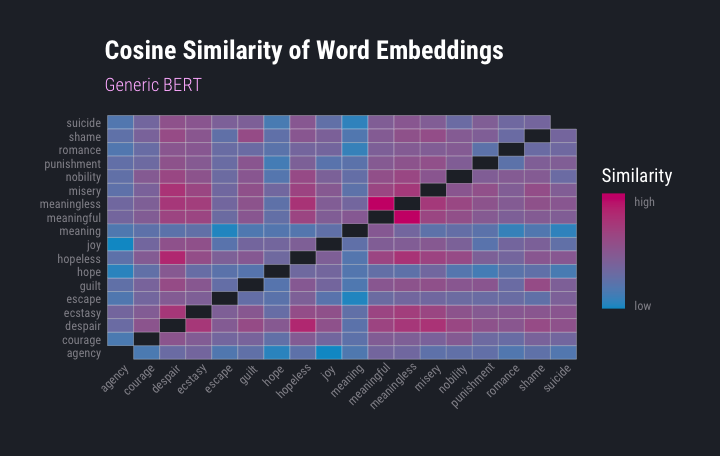 Cosine Similarity of Word Embeddings
Generic BERT
suicide
shame
romance
punishment
nobility
misery
meaningless
meaningful
meaning
joy
hopeless
hope
guilt
escape
ecstasy
despair
courage
agency
agency
courage
despair
ecstasy
escape
guilt
hope
hopeless
joy
meaning
meaningful
meaningless
misery
nobility
punishment
romance
shame
suicide
Similarity
high
low